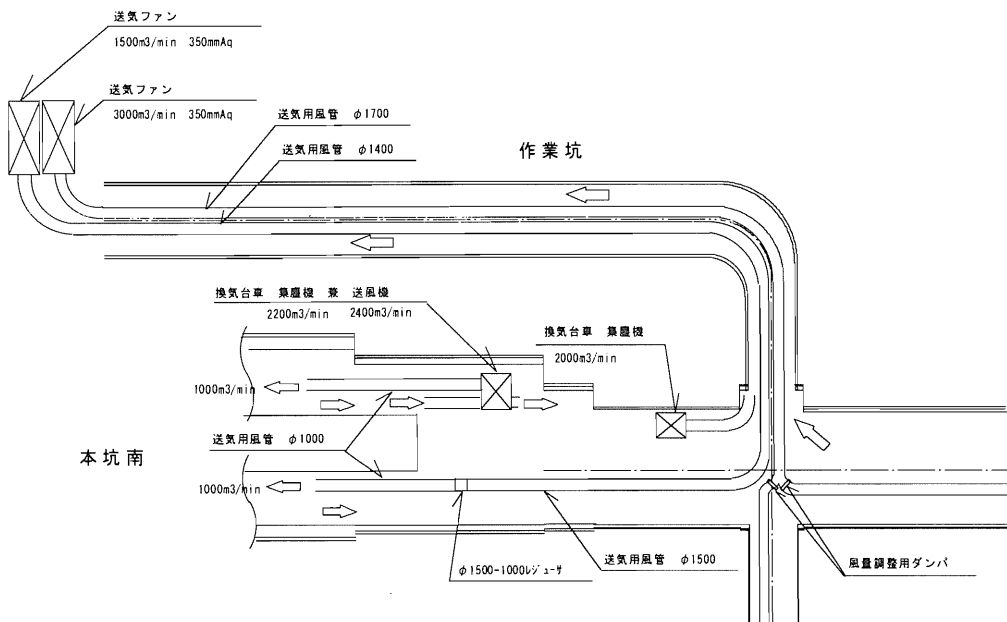 送気ファン
1500m3/min 350mmAq
送気ファン
3000m3/min 350mmAq
送気用風管 φ1700
送気用風管 φ1400
作業坑
換気台車 集塵機 兼 送風機
2200m3/min 2400m3/min
換気台車 集塵機
2000m3/min
1000m3/min
送気用風管 φ1000
本坑南
1000m3/min
φ1500-1000ﾚｼﾞｭｰｻ
送気用風管 φ1500
風量調整用ダンパ